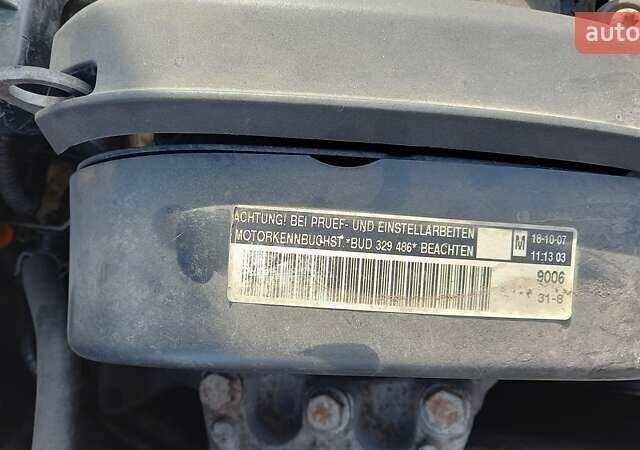 auto
ACHTUNG! BEI PRUEF- UND EINSTELLARBEITEN
MOTORKENNBUCHST.*BUD 329 486* BEACHTEN
M
18-10-07
11:13 03
9006
31-8